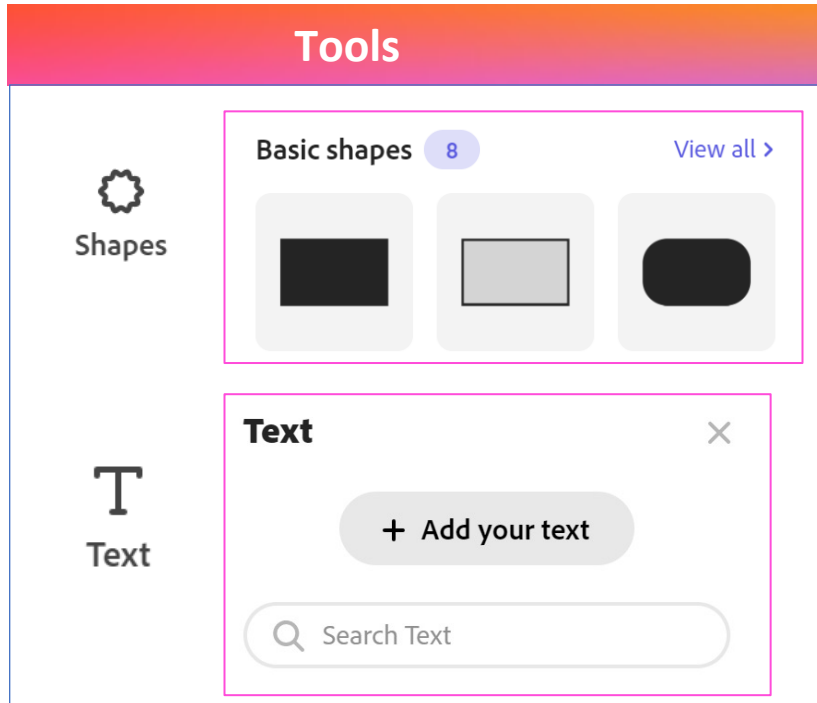 Tools
Shapes
Basic shapes 8 View all >
Text
Text
+ Add your text
Search Text